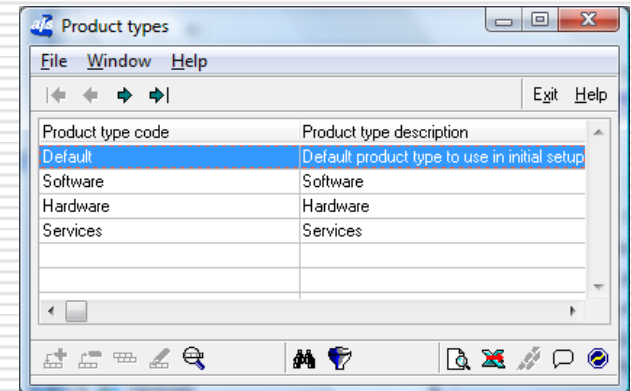 Product types
File Window Help
Exit Help
Product type code Product type description
Default Default product type to use in initial setup
Software Software
Hardware Hardware
Services Services